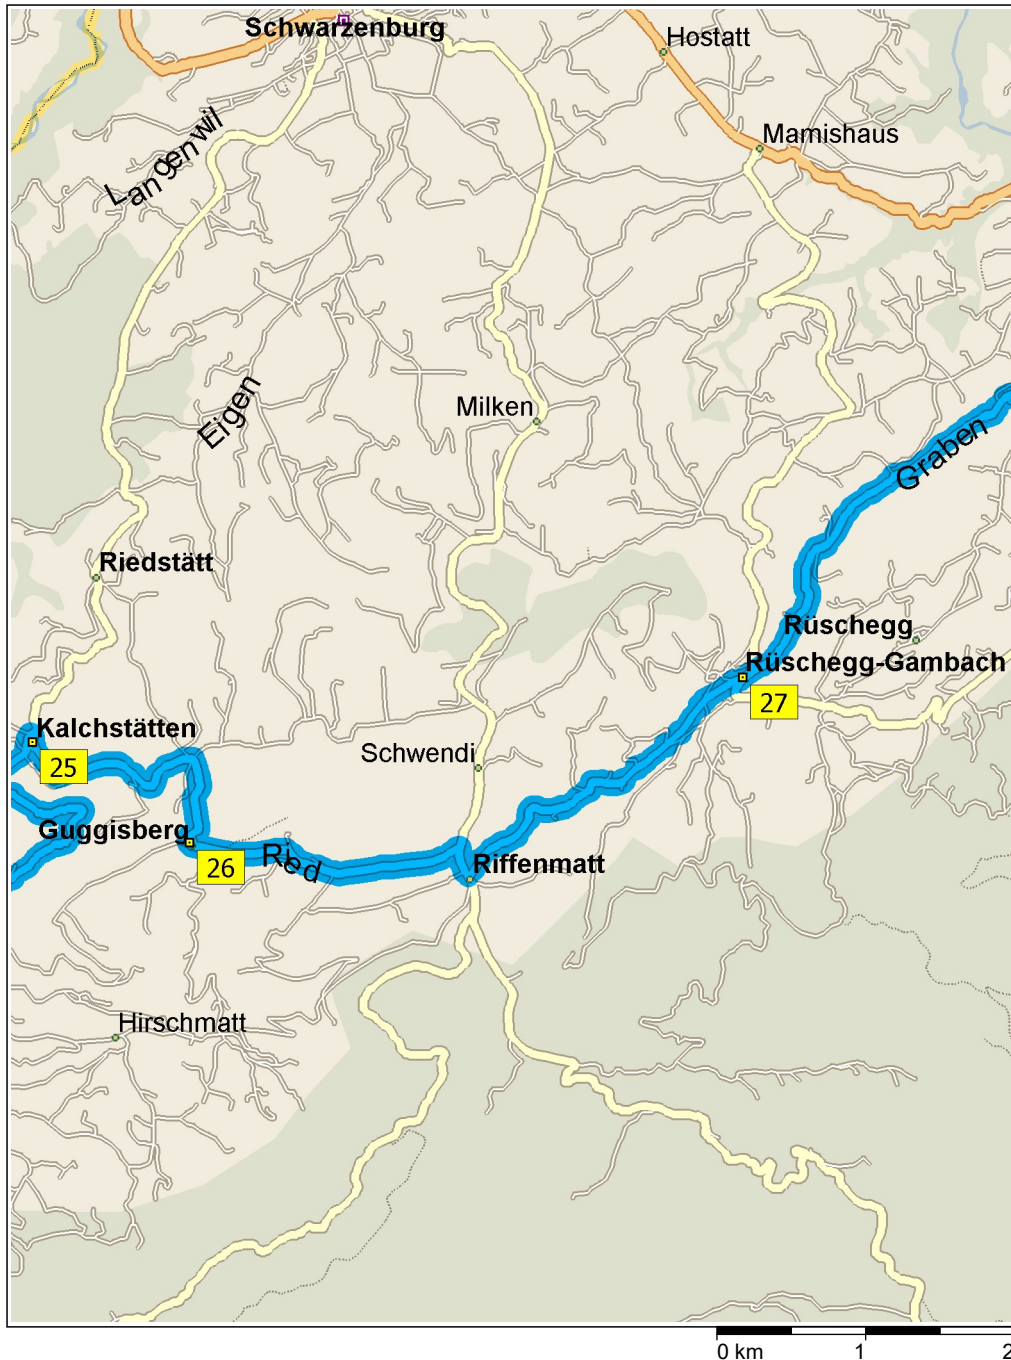 Schwarzenburg
Hostatt
Mamishaus
Langenwil
Eigen
Milken
Graben
Riedstätt
Rüschegg
Rüschegg-Gambach
27
Kalchstätten
25
Schwendi
Guggisberg
26
Ried
Riffenmatt
Hirschmatt
0 km 1 2